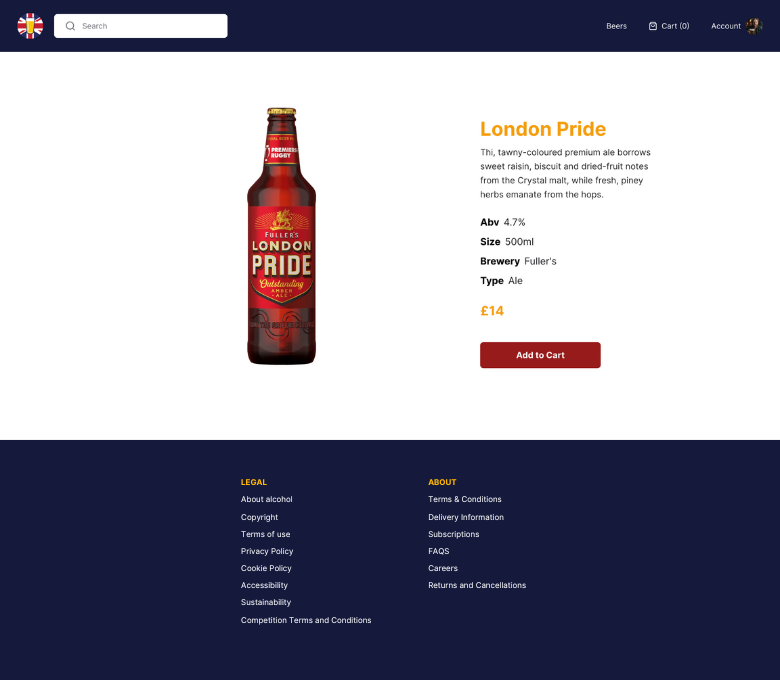 Search
Beers
Cart (0)
Account
PREMIERSHIP
RUGBY
FULLER'S
LONDON
PRIDE
Outstanding
AMBER
• ALE •
London Pride
Thi, tawny-coloured premium ale borrows
sweet raisin, biscuit and dried-fruit notes
from the Crystal malt, while fresh, piney
herbs emanate from the hops.
Abv 4.7%
Size 500ml
Brewery Fuller's
Type Ale
£14
Add to Cart
LEGAL
About alcohol
Copyright
Terms of use
Privacy Policy
Cookie Policy
Accessibility
Sustainability
Competition Terms and Conditions
ABOUT
Terms & Conditions
Delivery Information
Subscriptions
FAQS
Careers
Returns and Cancellations